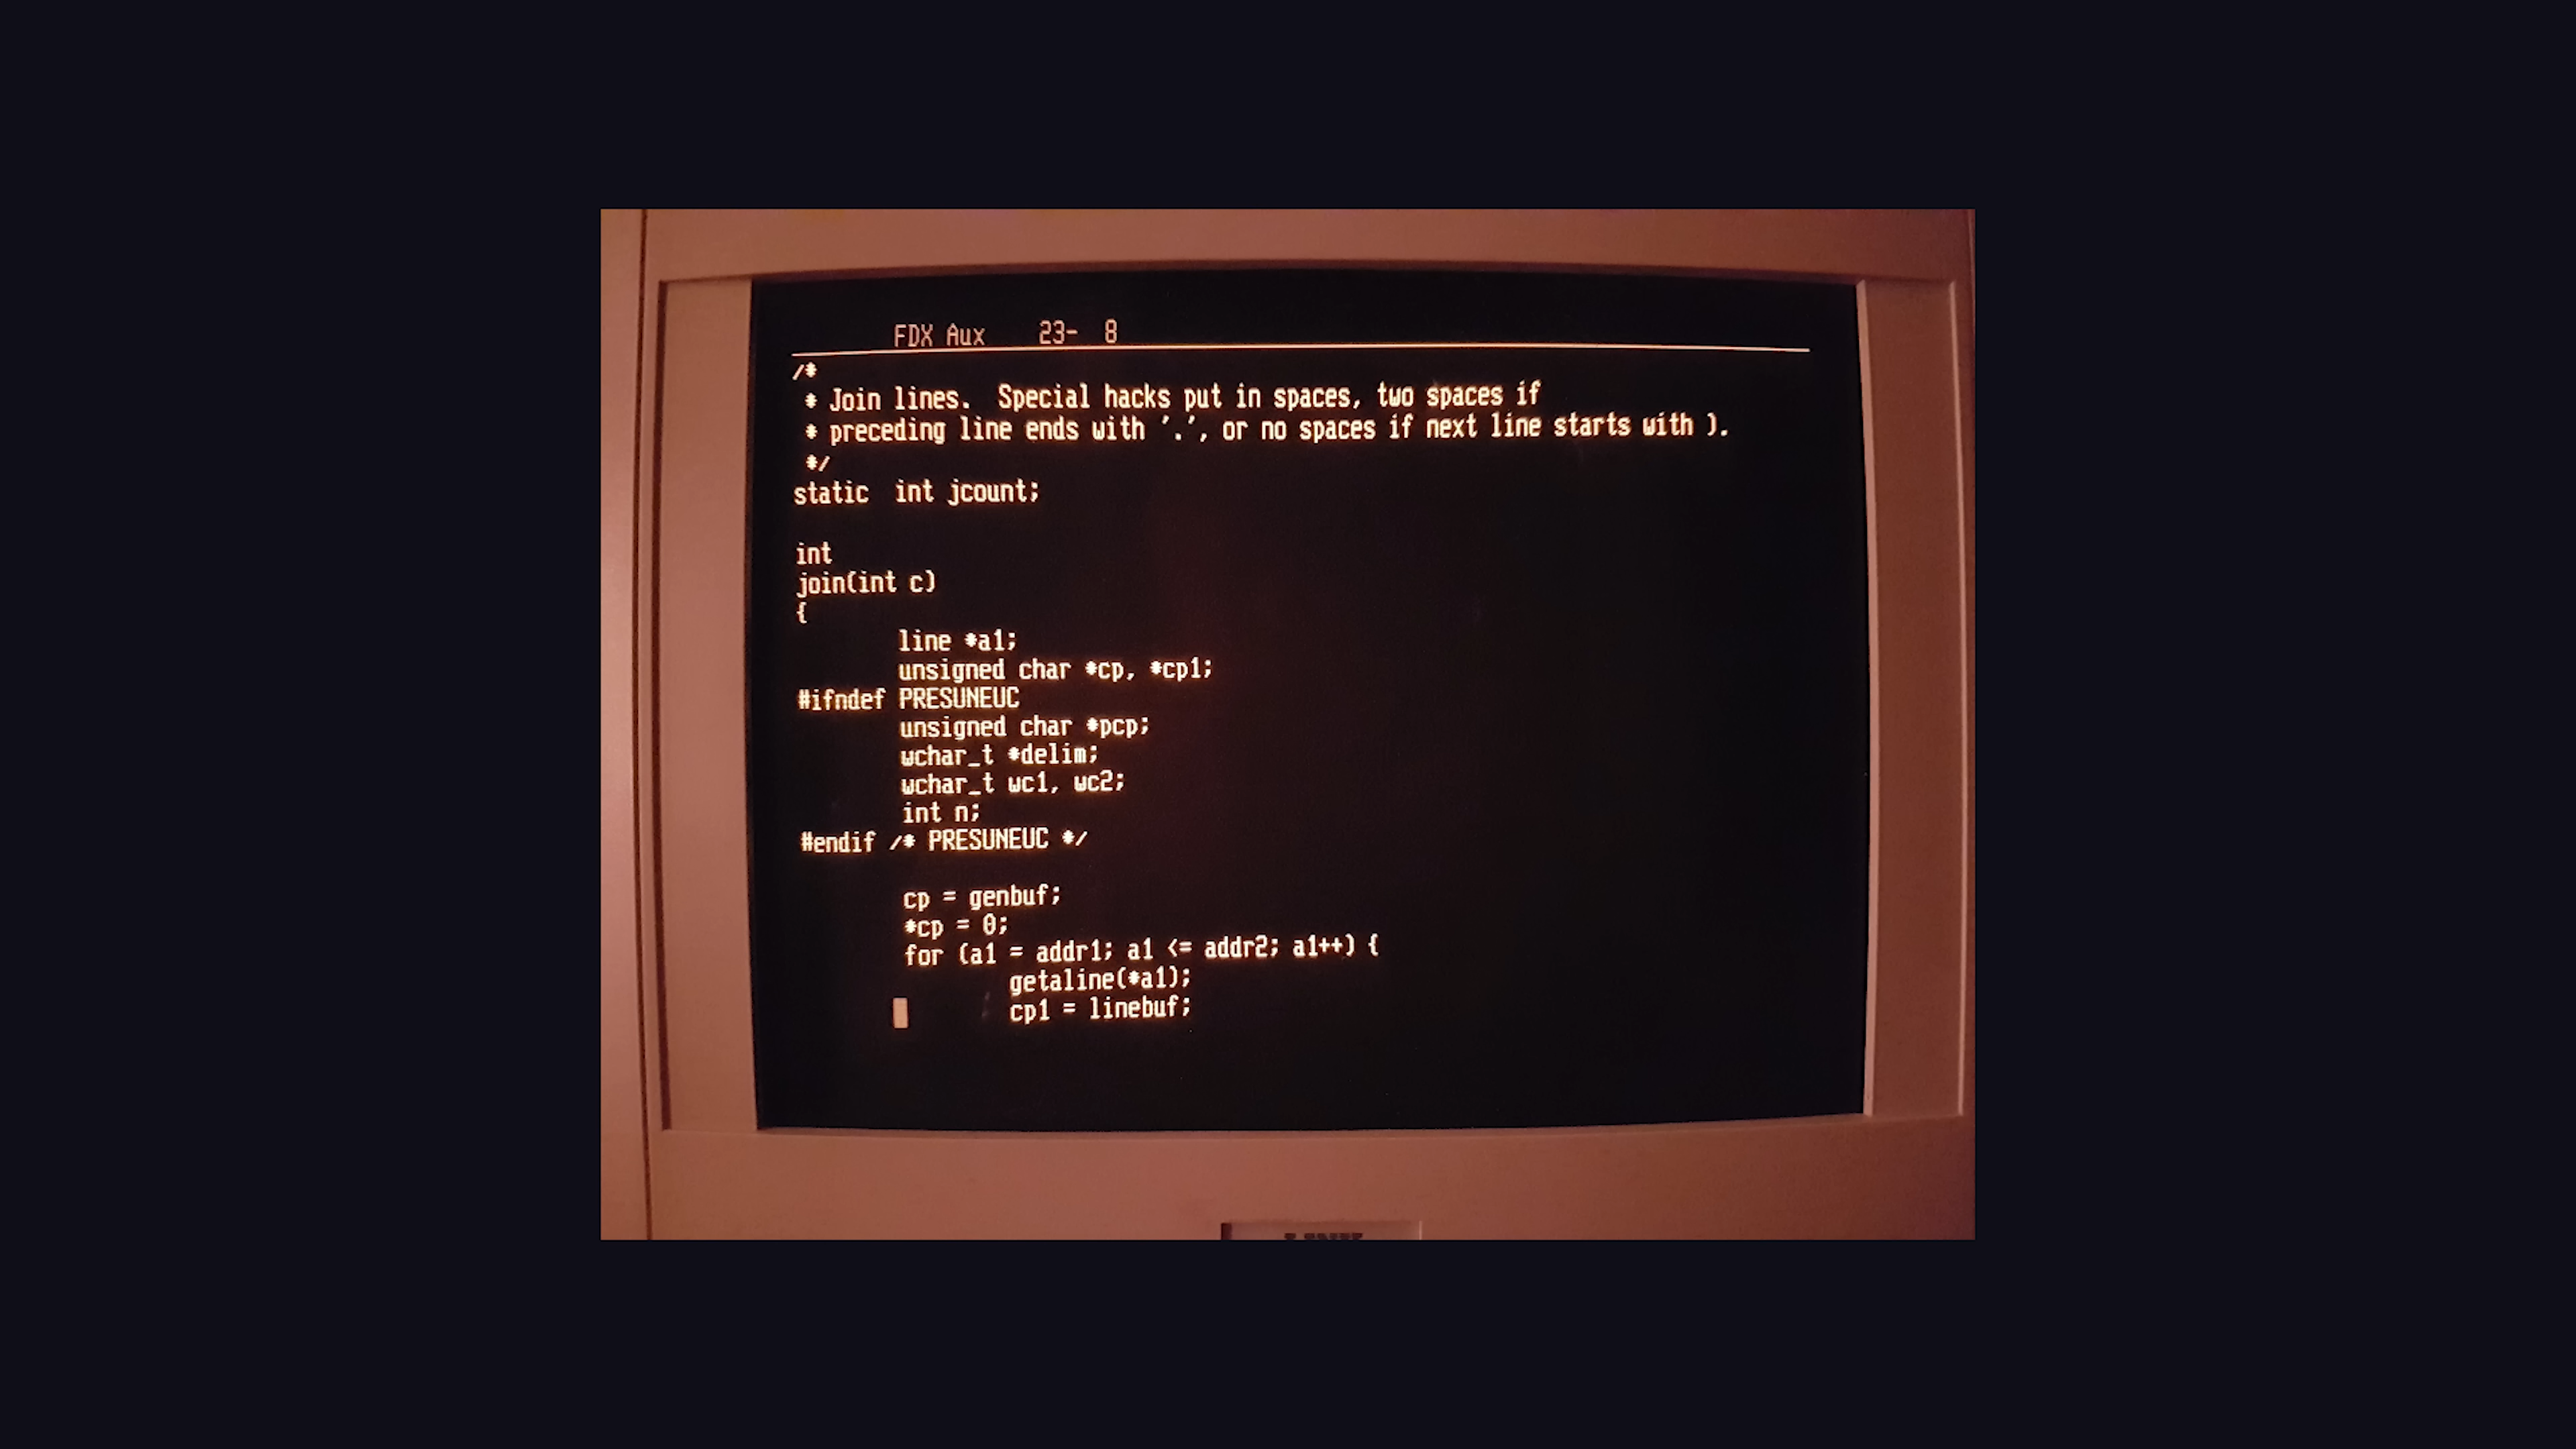 FDX Aux    23-  8
/*
 * Join lines.  Special hacks put in spaces, two spaces if
 * preceding line ends with '.', or no spaces if next line starts with ).
 */
static  int jcount;
int
join(int c)
{
        line *a1;
        unsigned char *cp, *cp1;
#ifndef PRESUNEUC
        unsigned char *pcp;
        wchar_t *delim;
        wchar_t wc1, wc2;
        int n;
#endif /* PRESUNEUC */
        cp = genbuf;
        *cp = 0;
        for (a1 = addr1; a1 <= addr2; a1++) {
                getaline(*a1);
                cp1 = linebuf;